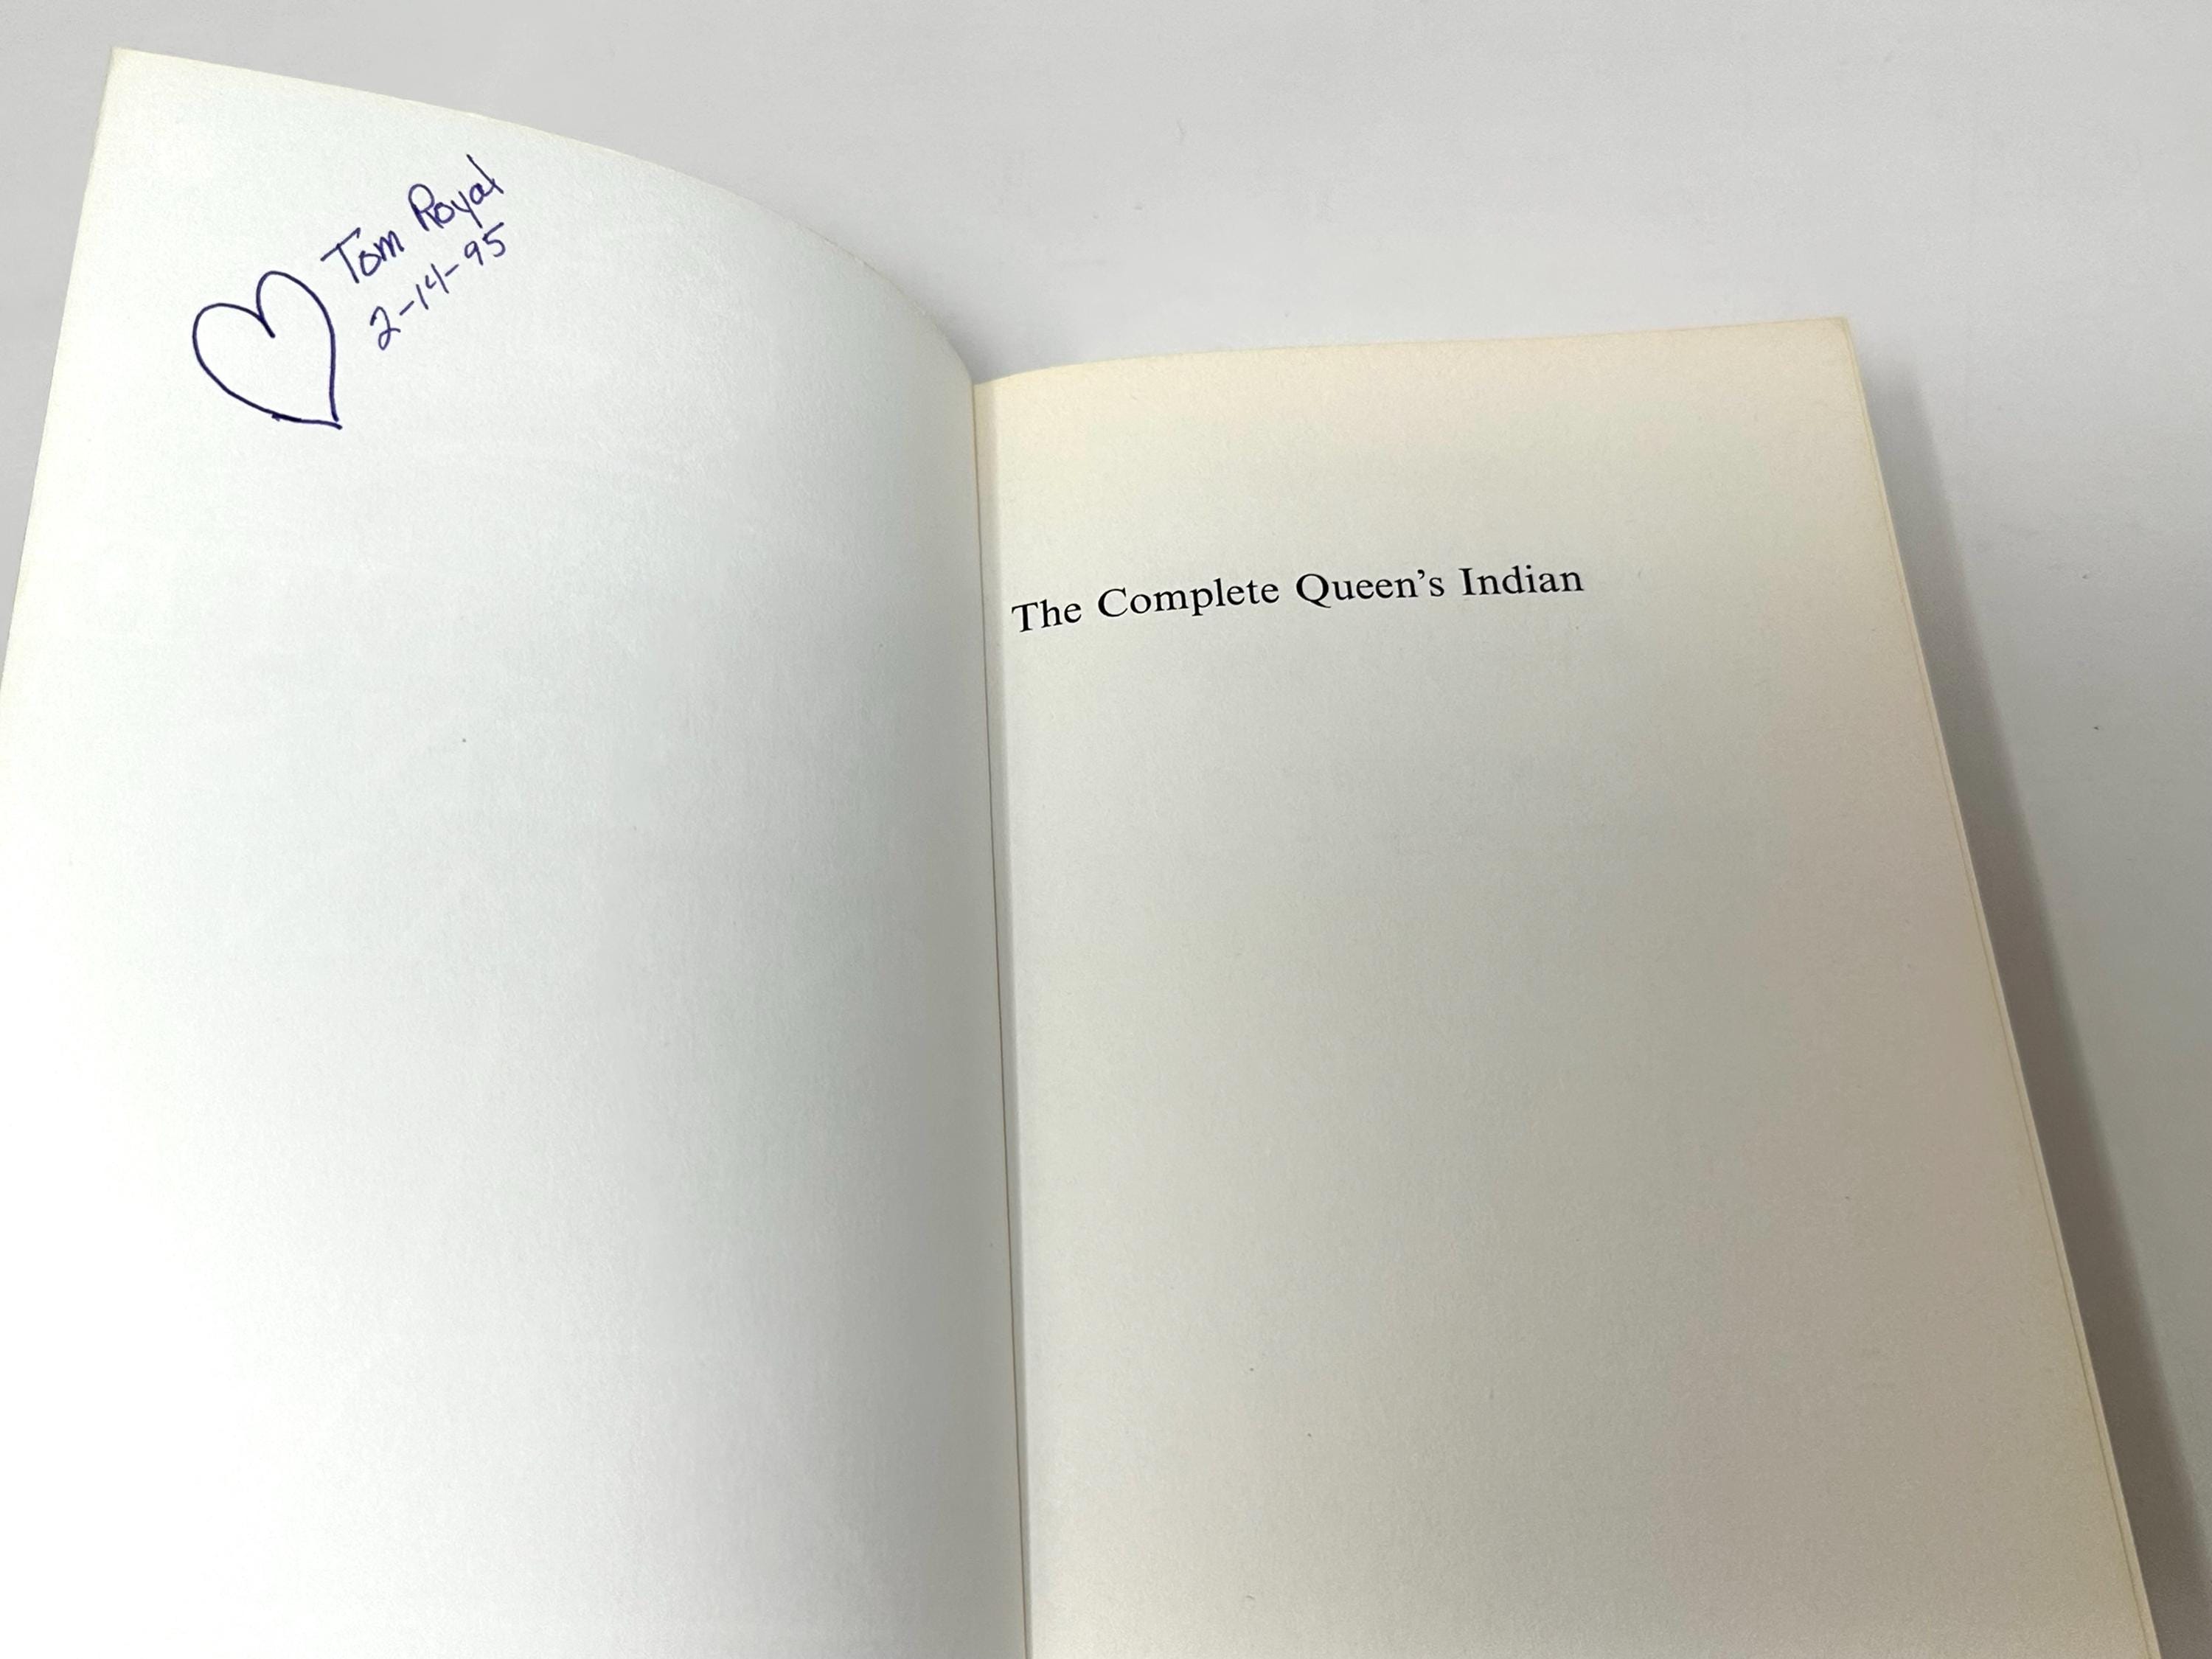 Tom Royal
2-14-95
The Complete Queen’s Indian